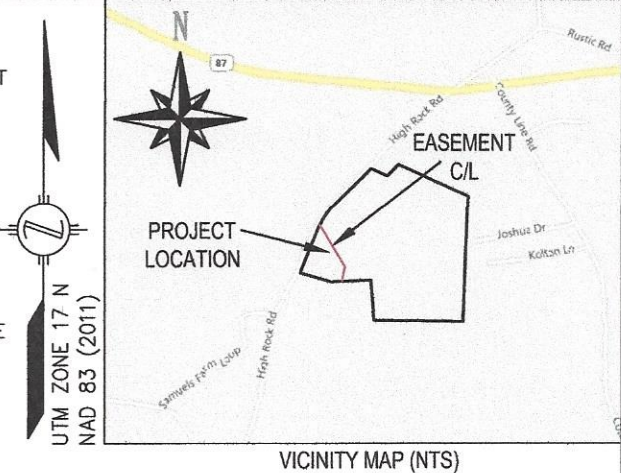 N
87
Rustic Rd
High Rock Rd
County Line Rd
EASEMENT
C/L
PROJECT
LOCATION
Joshua Dr
Kolton Ln
High Rock Rd
Samuels Farm Loop
UTM ZONE 17 N
NAD 83 (2011)
VICINITY MAP (NTS)